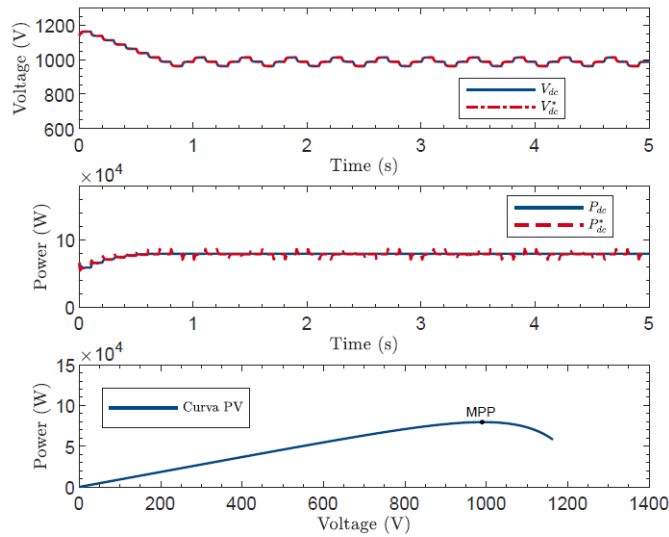 1200
1000
800
600
Voltage (V)
V_dc
V*_dc
0 1 2 3 4 5
Time (s)
×10^4
10
0
Power (W)
P_dc
P*_dc
0 1 2 3 4 5
Time (s)
×10^4
15
10
5
0
Power (W)
Curva PV
MPP
0 200 400 600 800 1000 1200 1400
Voltage (V)